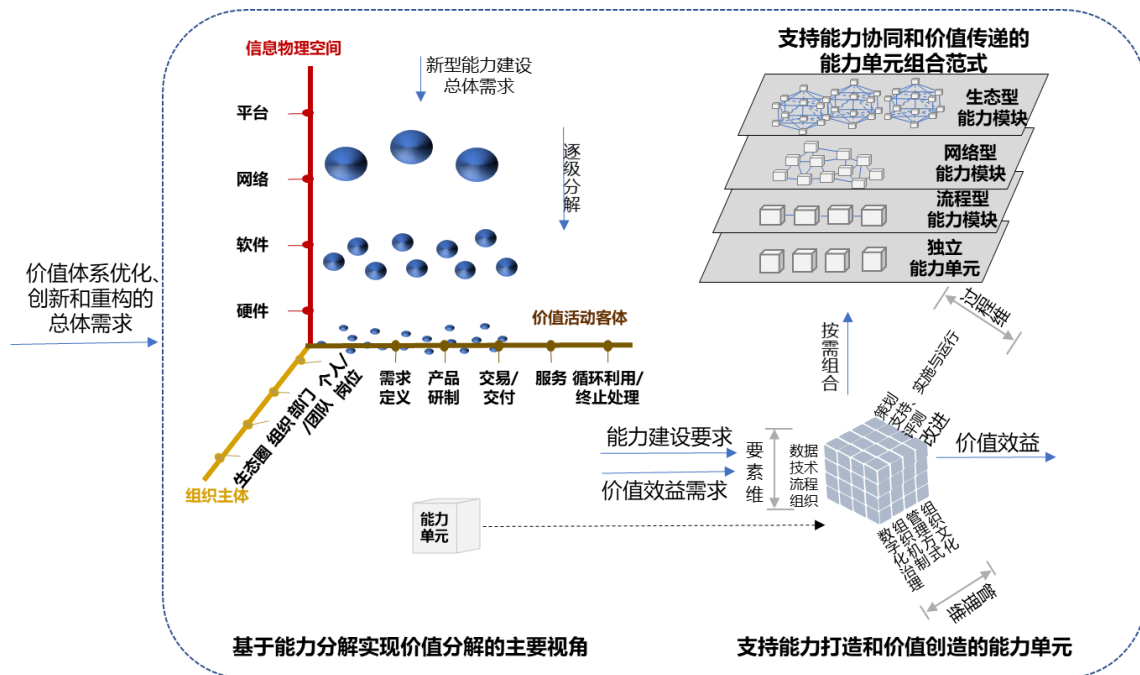 信息物理空间
平台
网络
软件
硬件
新型能力建设
总体需求
逐级分解
价值体系优化、
创新和重构的
总体需求
价值活动客体
需求
定义
产品
研制
交易/
交付
服务
循环利用/
终止处理
个人/
岗位
部门
/团队
组织
生态圈
组织主体
能力
单元
基于能力分解实现价值分解的主要视角
支持能力协同和价值传递的
能力单元组合范式
生态型
能力模块
网络型
能力模块
流程型
能力模块
独立
能力单元
过程维
按需组合
策划
支持、实施与运行
评测
改进
能力建设要求
价值效益需求
要素维
数据
技术
流程
组织
价值效益
数字化治理
组织机制
管理方式
组织文化
管理维
支持能力打造和价值创造的能力单元